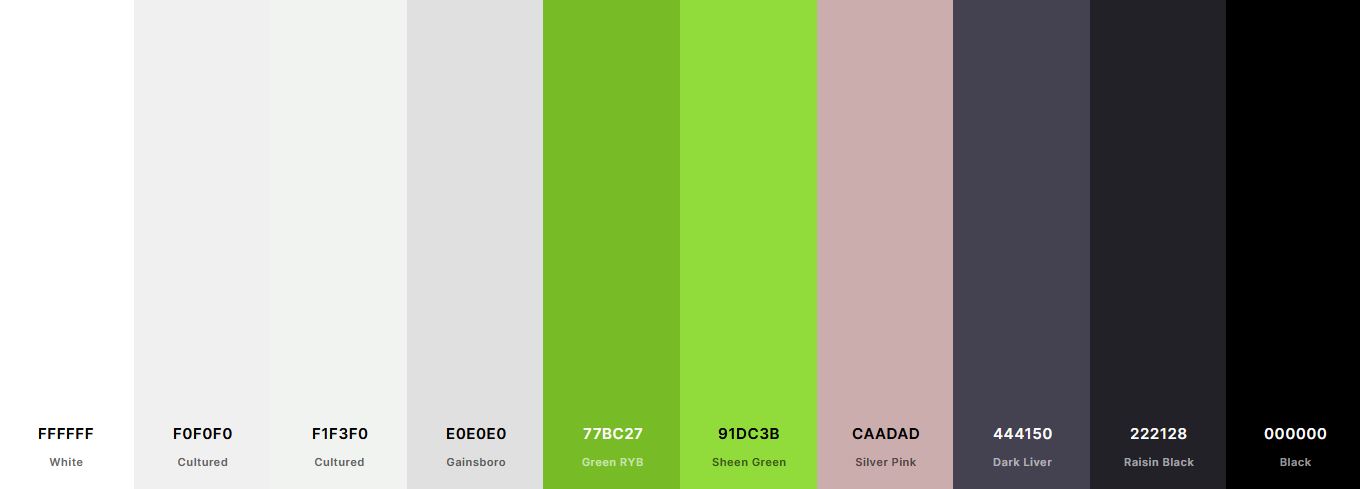 FFFFFF F0F0F0 F1F3F0 E0E0E0 77BC27 91DC3B CAADAD 444150 222128 000000
White Cultured Cultured Gainsboro Green RYB Sheen Green Silver Pink Dark Liver Raisin Black Black